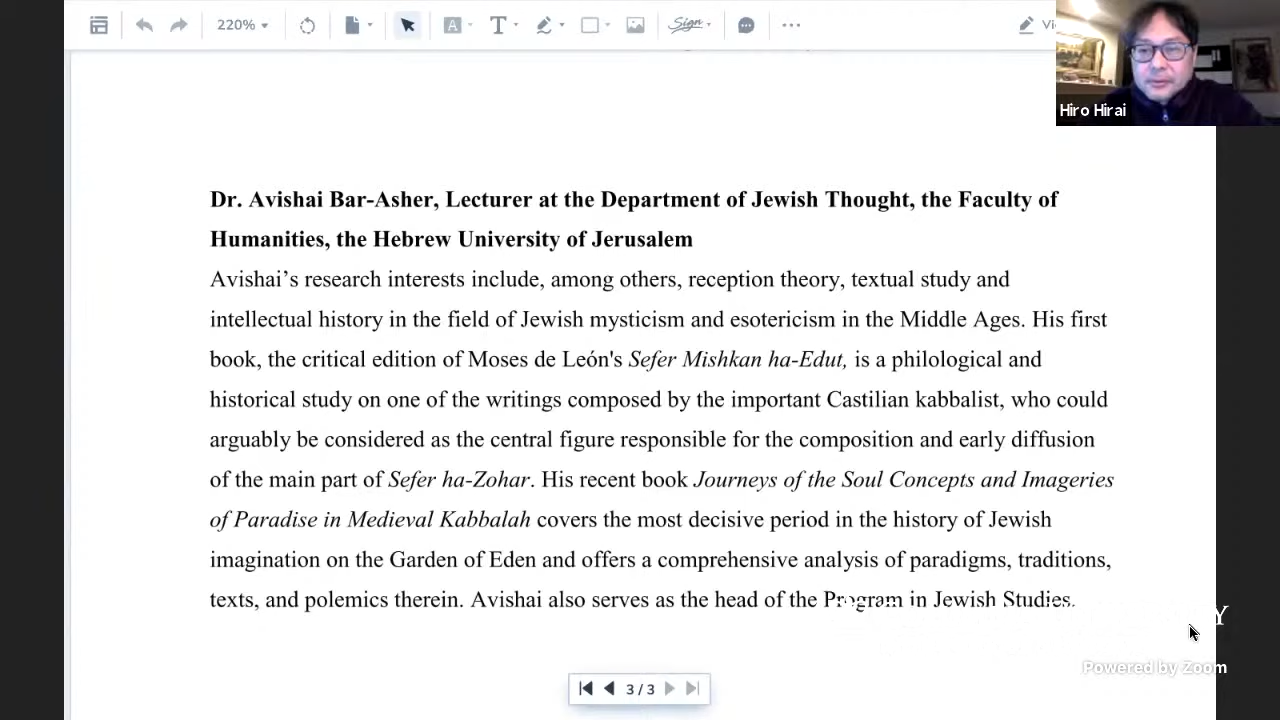 220%
T
A
Sign
Hiro Hirai
Dr. Avishai Bar-Asher, Lecturer at the Department of Jewish Thought, the Faculty of
Humanities, the Hebrew University of Jerusalem
Avishai’s research interests include, among others, reception theory, textual study and
intellectual history in the field of Jewish mysticism and esotericism in the Middle Ages. His first
book, the critical edition of Moses de León's Sefer Mishkan ha-Edut, is a philological and
historical study on one of the writings composed by the important Castilian kabbalist, who could
arguably be considered as the central figure responsible for the composition and early diffusion
of the main part of Sefer ha-Zohar. His recent book Journeys of the Soul Concepts and Imageries
of Paradise in Medieval Kabbalah covers the most decisive period in the history of Jewish
imagination on the Garden of Eden and offers a comprehensive analysis of paradigms, traditions,
texts, and polemics therein. Avishai also serves as the head of the Program in Jewish Studies.
Powered by Zoom
3 / 3